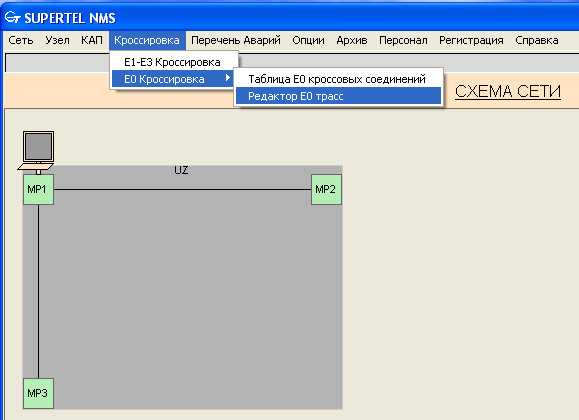 SUPERTEL NMS
Сеть Узел КАП Кроссировка Перечень Аварий Опции Архив Персонал Регистрация Справка
E1-E3 Кроссировка
E0 Кроссировка
Таблица E0 кроссовых соединений
Редактор E0 трасс
СХЕМА СЕТИ
UZ
MP1
MP2
MP3